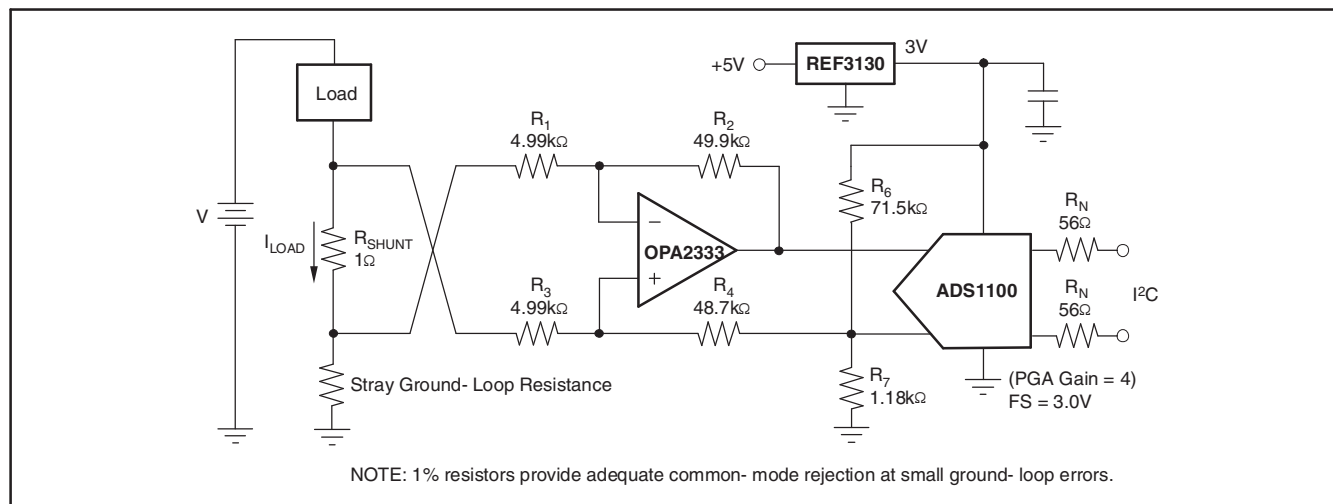 REF3130
3V
+5V
Load
R1
4.99kΩ
R2
49.9kΩ
R6
71.5kΩ
V
ILOAD
RSHUNT
1Ω
−
OPA2333
+
RN
56Ω
ADS1100
I²C
RN
56Ω
R3
4.99kΩ
R4
48.7kΩ
Stray Ground- Loop Resistance
R7
1.18kΩ
(PGA Gain = 4)
FS = 3.0V
NOTE: 1% resistors provide adequate common- mode rejection at small ground- loop errors.